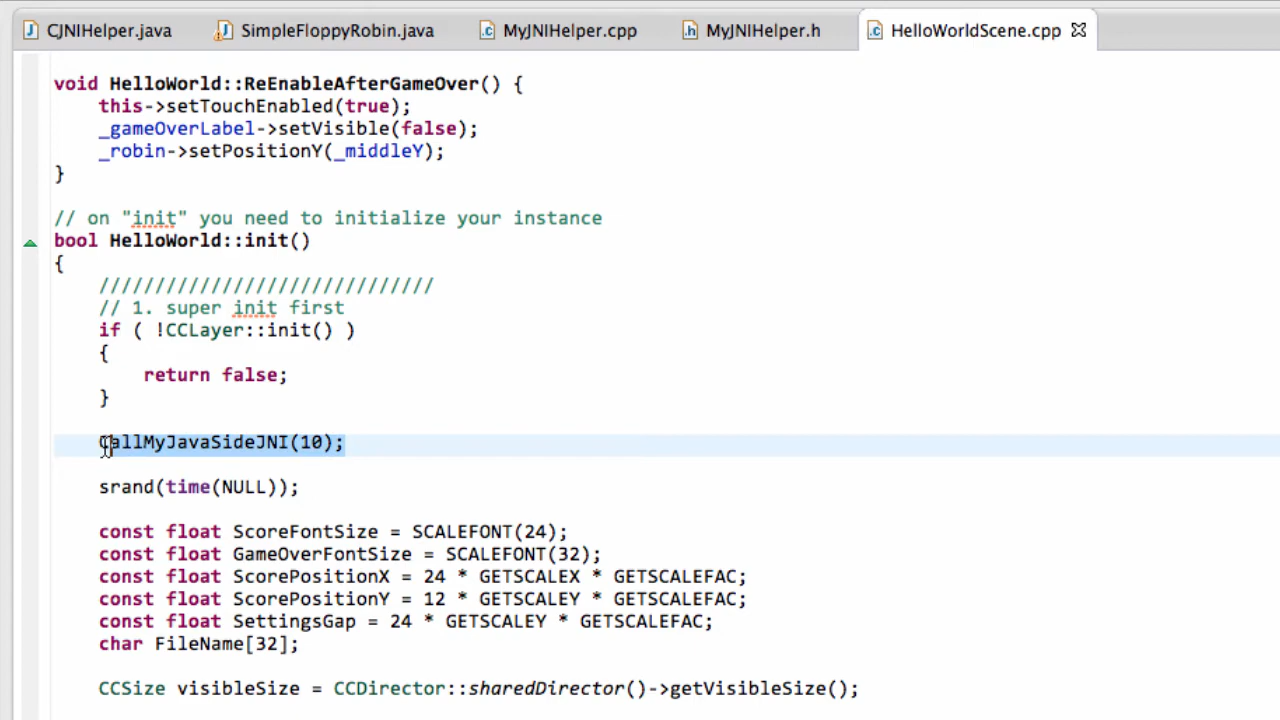 CJNIHelper.java SimpleFloppyRobin.java MyJNIHelper.cpp MyJNIHelper.h HelloWorldScene.cpp
void HelloWorld::ReEnableAfterGameOver() {
this->setTouchEnabled(true);
_gameOverLabel->setVisible(false);
_robin->setPositionY(_middleY);
}
// on "init" you need to initialize your instance
bool HelloWorld::init()
{
//////////////////////////////
// 1. super init first
if ( !CCLayer::init() )
{
return false;
}
CallMyJavaSideJNI(10);
srand(time(NULL));
const float ScoreFontSize = SCALEFONT(24);
const float GameOverFontSize = SCALEFONT(32);
const float ScorePositionX = 24 * GETSCALEX * GETSCALEFAC;
const float ScorePositionY = 12 * GETSCALEY * GETSCALEFAC;
const float SettingsGap = 24 * GETSCALEY * GETSCALEFAC;
char FileName[32];
CCSize visibleSize = CCDirector::sharedDirector()->getVisibleSize();